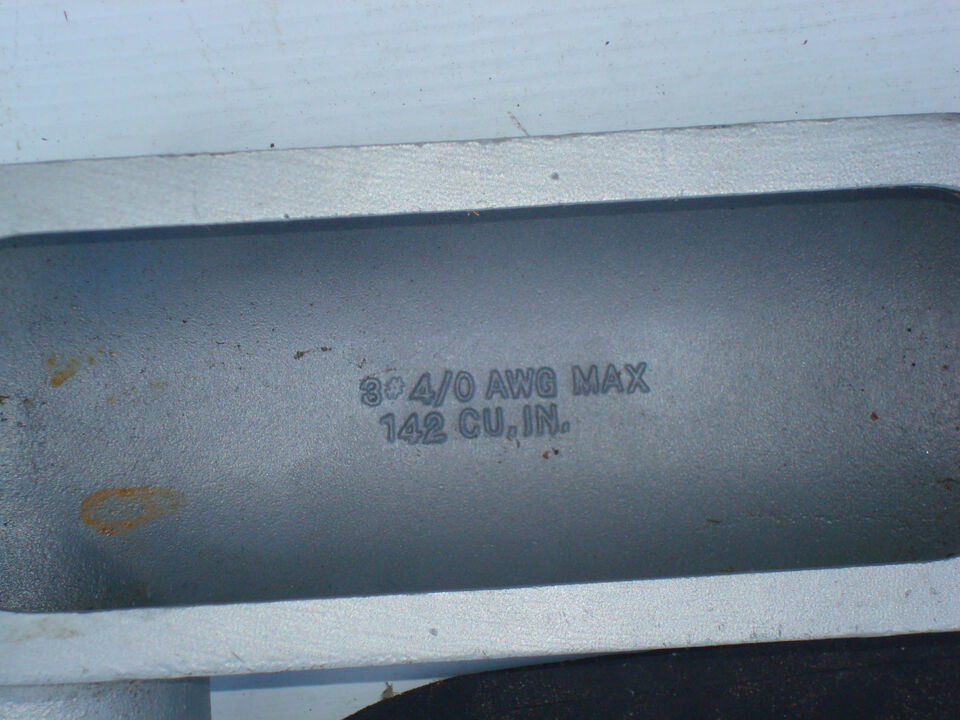 3# 4/0 AWG MAX
142 CU. IN.